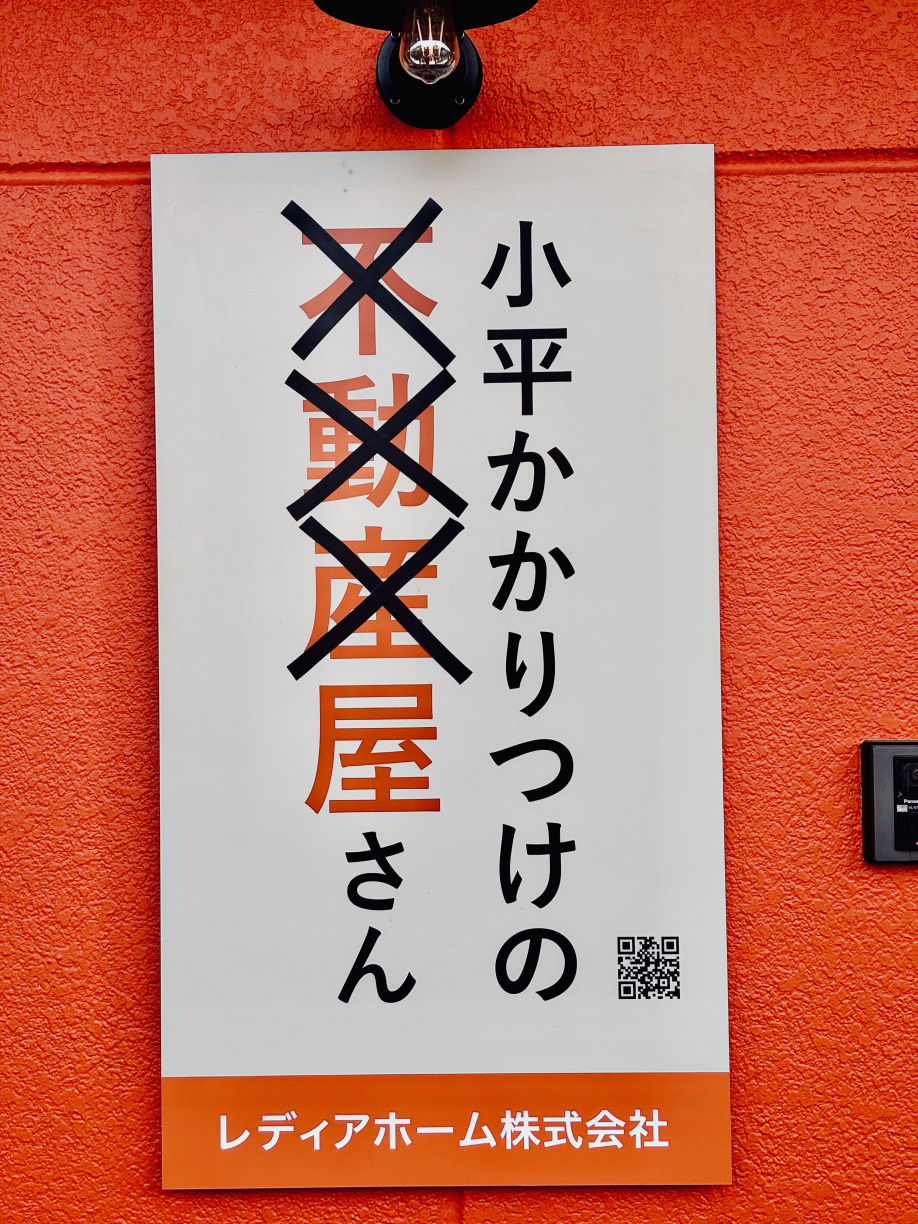 小平かかりつけの
不動産屋さん
レディアホーム株式会社